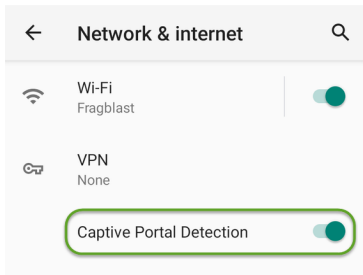 Network & internet
Wi-Fi
Fragblast
VPN
None
Captive Portal Detection